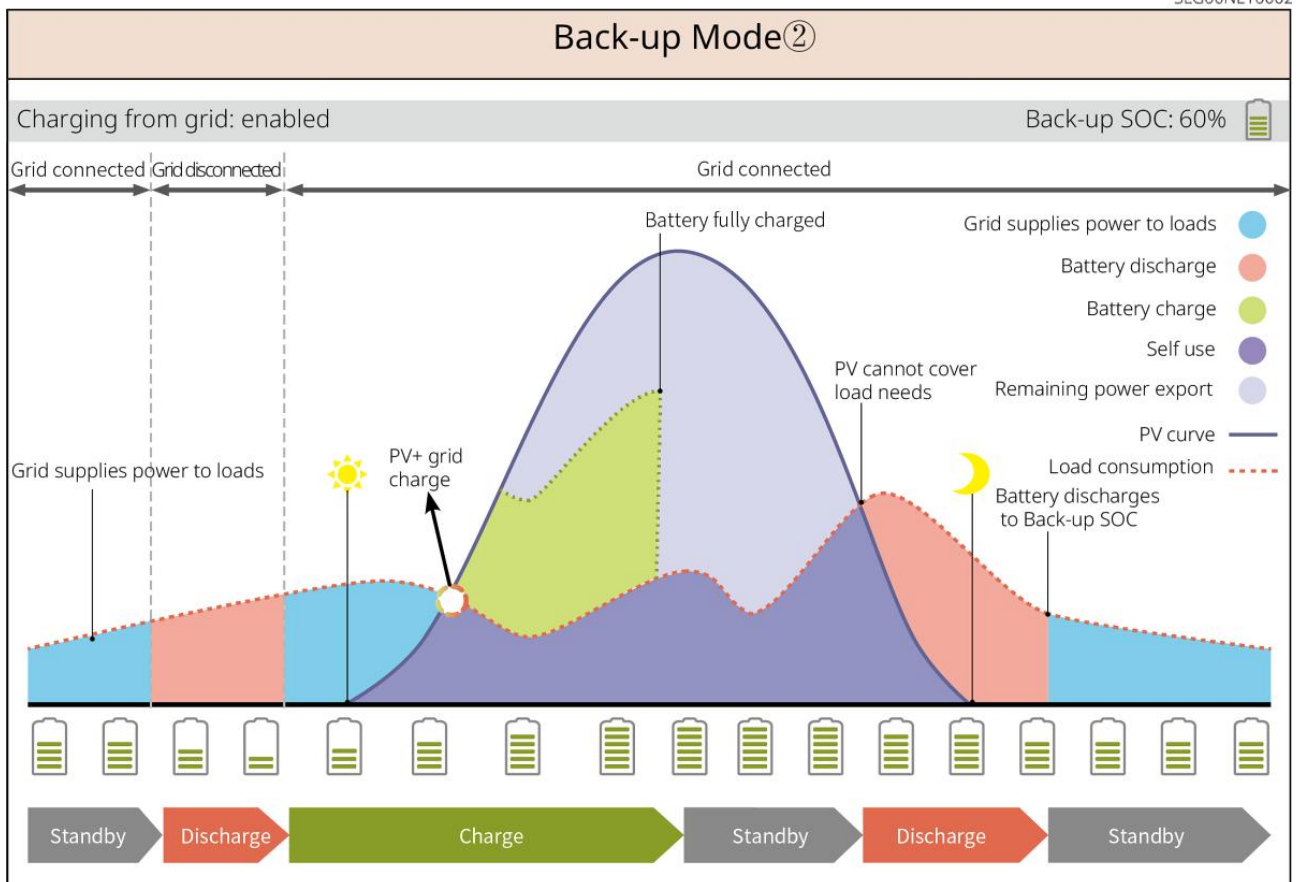 Back-up Mode②
Charging from grid: enabled
Back-up SOC: 60%
Grid connected
Grid disconnected
Grid connected
Battery fully charged
Grid supplies power to loads
Battery discharge
Battery charge
Self use
Remaining power export
PV curve
Load consumption
PV cannot cover
load needs
PV+ grid
charge
Grid supplies power to loads
Battery discharges
to Back-up SOC
Standby
Discharge
Charge
Standby
Discharge
Standby